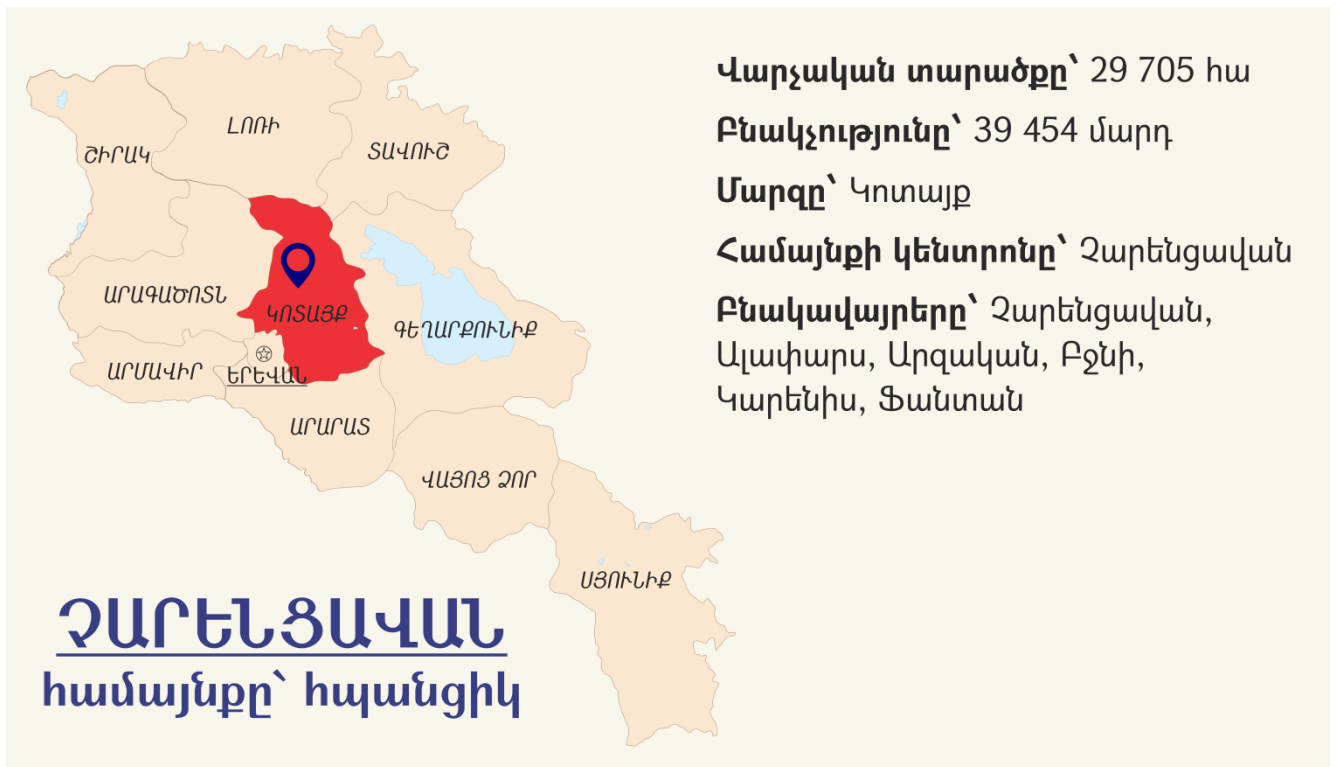 ՇԻՐԱԿ
ԼՈՌԻ
ՏԱՎՈՒՇ
ԱՐԱԳԱԾՈՏՆ
ԿՈՏԱՅՔ
ԳԵՂԱՐՔՈՒՆԻՔ
ԱՐՄԱՎԻՐ
ԵՐԵՎԱՆ
ԱՐԱՐԱՏ
ՎԱՅՈՑ ՁՈՐ
ՍՅՈՒՆԻՔ
ՉԱՐԵՆՑԱՎԱՆ
համայնքը՝ հպանցիկ
Վարչական տարածքը՝ 29 705 հա
Բնակչությունը՝ 39 454 մարդ
Մարզը՝ Կոտայք
Համայնքի կենտրոնը՝ Չարենցավան
Բնակավայրերը՝ Չարենցավան,
Ալափարս, Արզական, Բջնի,
Կարենիս, Ֆանտան